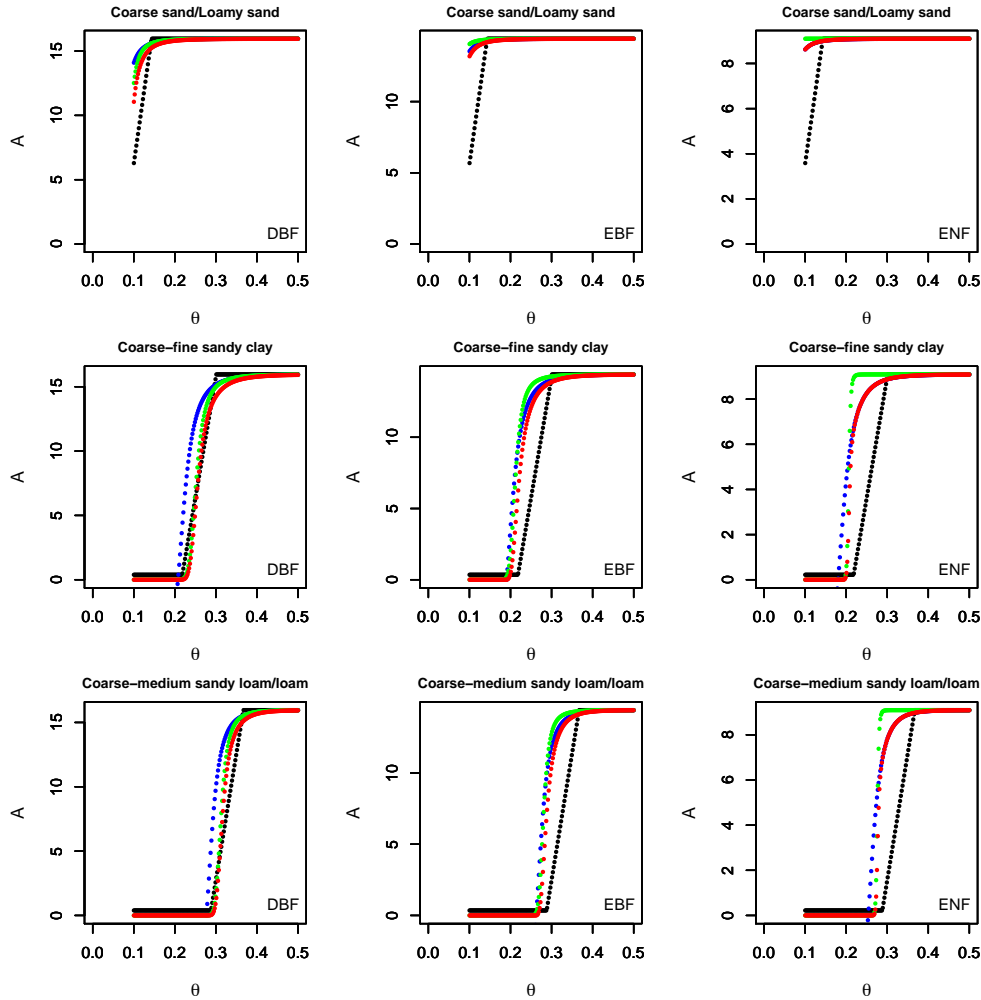 Coarse sand/Loamy sand
A
15
10
5
0
DBF
0.0 0.1 0.2 0.3 0.4 0.5
θ
Coarse sand/Loamy sand
A
10
5
0
EBF
0.0 0.1 0.2 0.3 0.4 0.5
θ
Coarse sand/Loamy sand
A
8
6
4
2
0
ENF
0.0 0.1 0.2 0.3 0.4 0.5
θ
Coarse−fine sandy clay
A
15
10
5
0
DBF
0.0 0.1 0.2 0.3 0.4 0.5
θ
Coarse−fine sandy clay
A
10
5
0
EBF
0.0 0.1 0.2 0.3 0.4 0.5
θ
Coarse−fine sandy clay
A
8
6
4
2
0
ENF
0.0 0.1 0.2 0.3 0.4 0.5
θ
Coarse−medium sandy loam/loam
A
15
10
5
0
DBF
0.0 0.1 0.2 0.3 0.4 0.5
θ
Coarse−medium sandy loam/loam
A
10
5
0
EBF
0.0 0.1 0.2 0.3 0.4 0.5
θ
Coarse−medium sandy loam/loam
A
8
6
4
2
0
ENF
0.0 0.1 0.2 0.3 0.4 0.5
θ